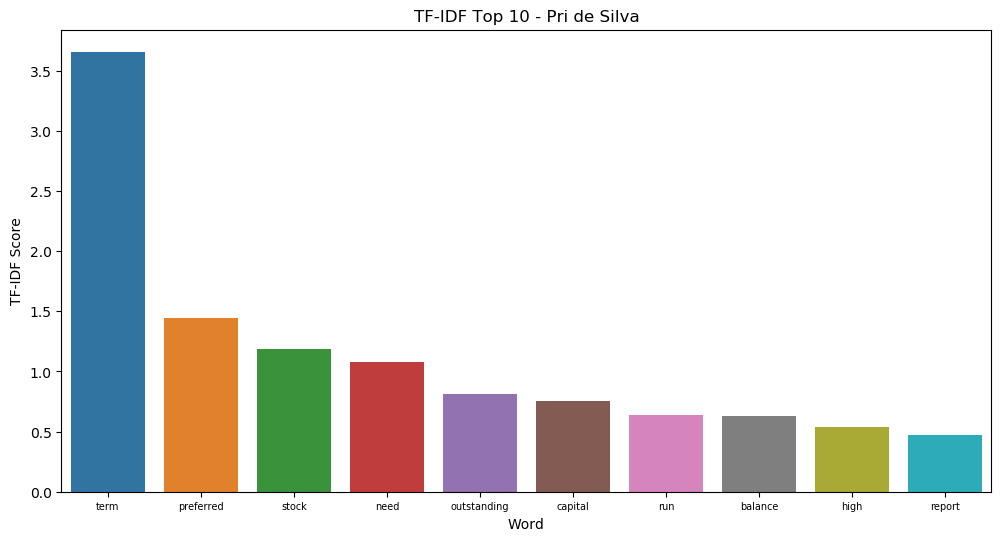 TF-IDF Top 10 - Pri de Silva
TF-IDF Score
3.5
3.0
2.5
2.0
1.5
1.0
0.5
0.0
term preferred stock need outstanding capital run balance high report
Word